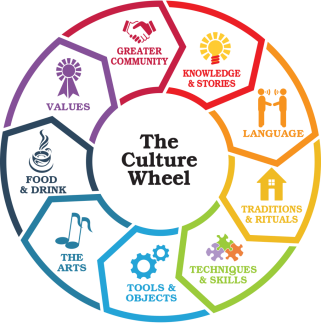 The
Culture
Wheel
GREATER
COMMUNITY
KNOWLEDGE
& STORIES
LANGUAGE
TRADITIONS
& RITUALS
TECHNIQUES
& SKILLS
TOOLS &
OBJECTS
THE
ARTS
FOOD
& DRINK
VALUES